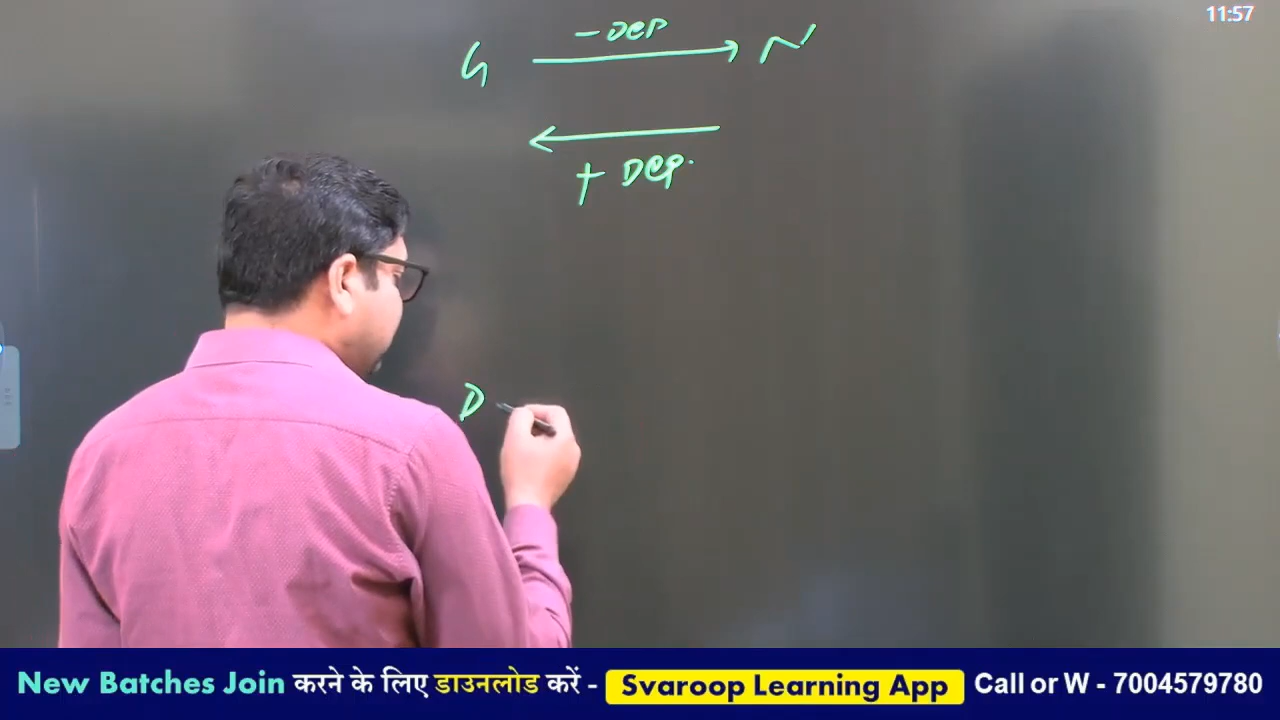 11:57
- Dep
G → N
←
+ Dep.
D
New Batches Join करने के लिए डाउनलोड करें - Svaroop Learning App Call or W - 7004579780